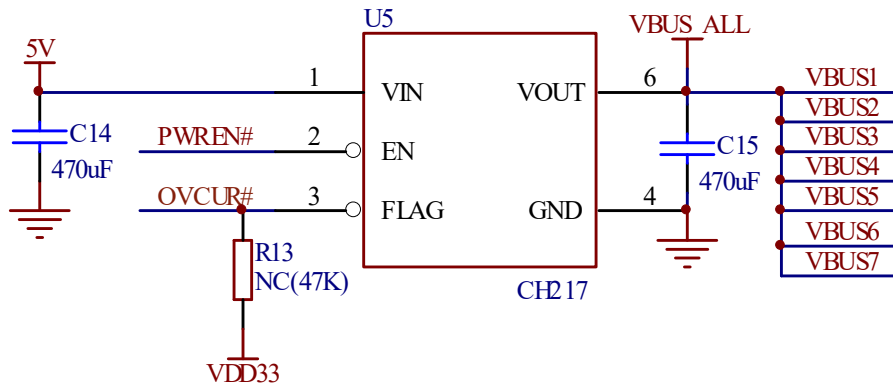 U5
VBUS_ALL
5V
1
VIN
VOUT
6
VBUS1
VBUS2
C14
470uF
PWREN#
2
EN
C15
470uF
VBUS3
VBUS4
OVCUR#
3
FLAG
GND
4
VBUS5
VBUS6
VBUS7
R13
NC(47K)
CH217
VDD33